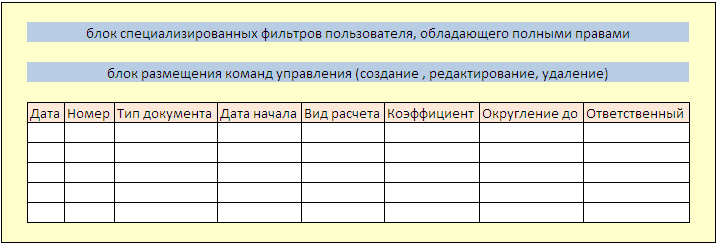 блок специализированных фильтров пользователя, обладающего полными правами
блок размещения команд управления (создание , редактирование, удаление)
Дата Номер Тип документа Дата начала Вид расчета Коэффициент Округление до Ответственный